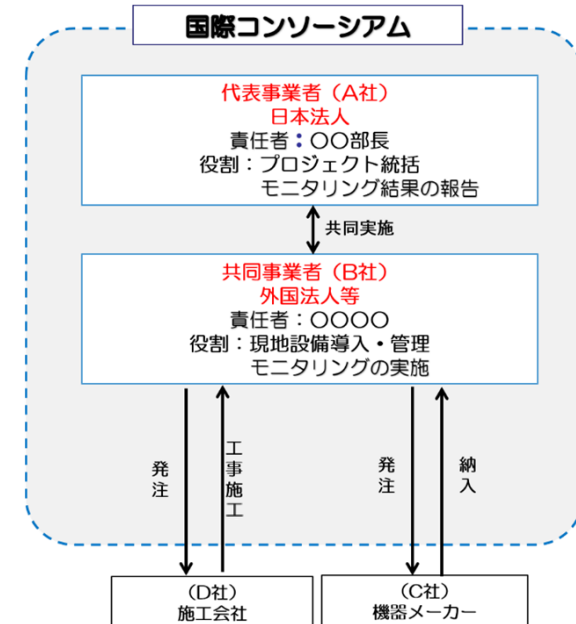 国際コンソーシアム
代表事業者（A社）
日本法人
責任者：〇〇部長
役割：プロジェクト統括
モニタリング結果の報告
共同実施
共同事業者（B社）
外国法人等
責任者：〇〇〇〇
役割：現地設備導入・管理
モニタリングの実施
発注
工事施工
発注
納入
（D社）
施工会社
（C社）
機器メーカー